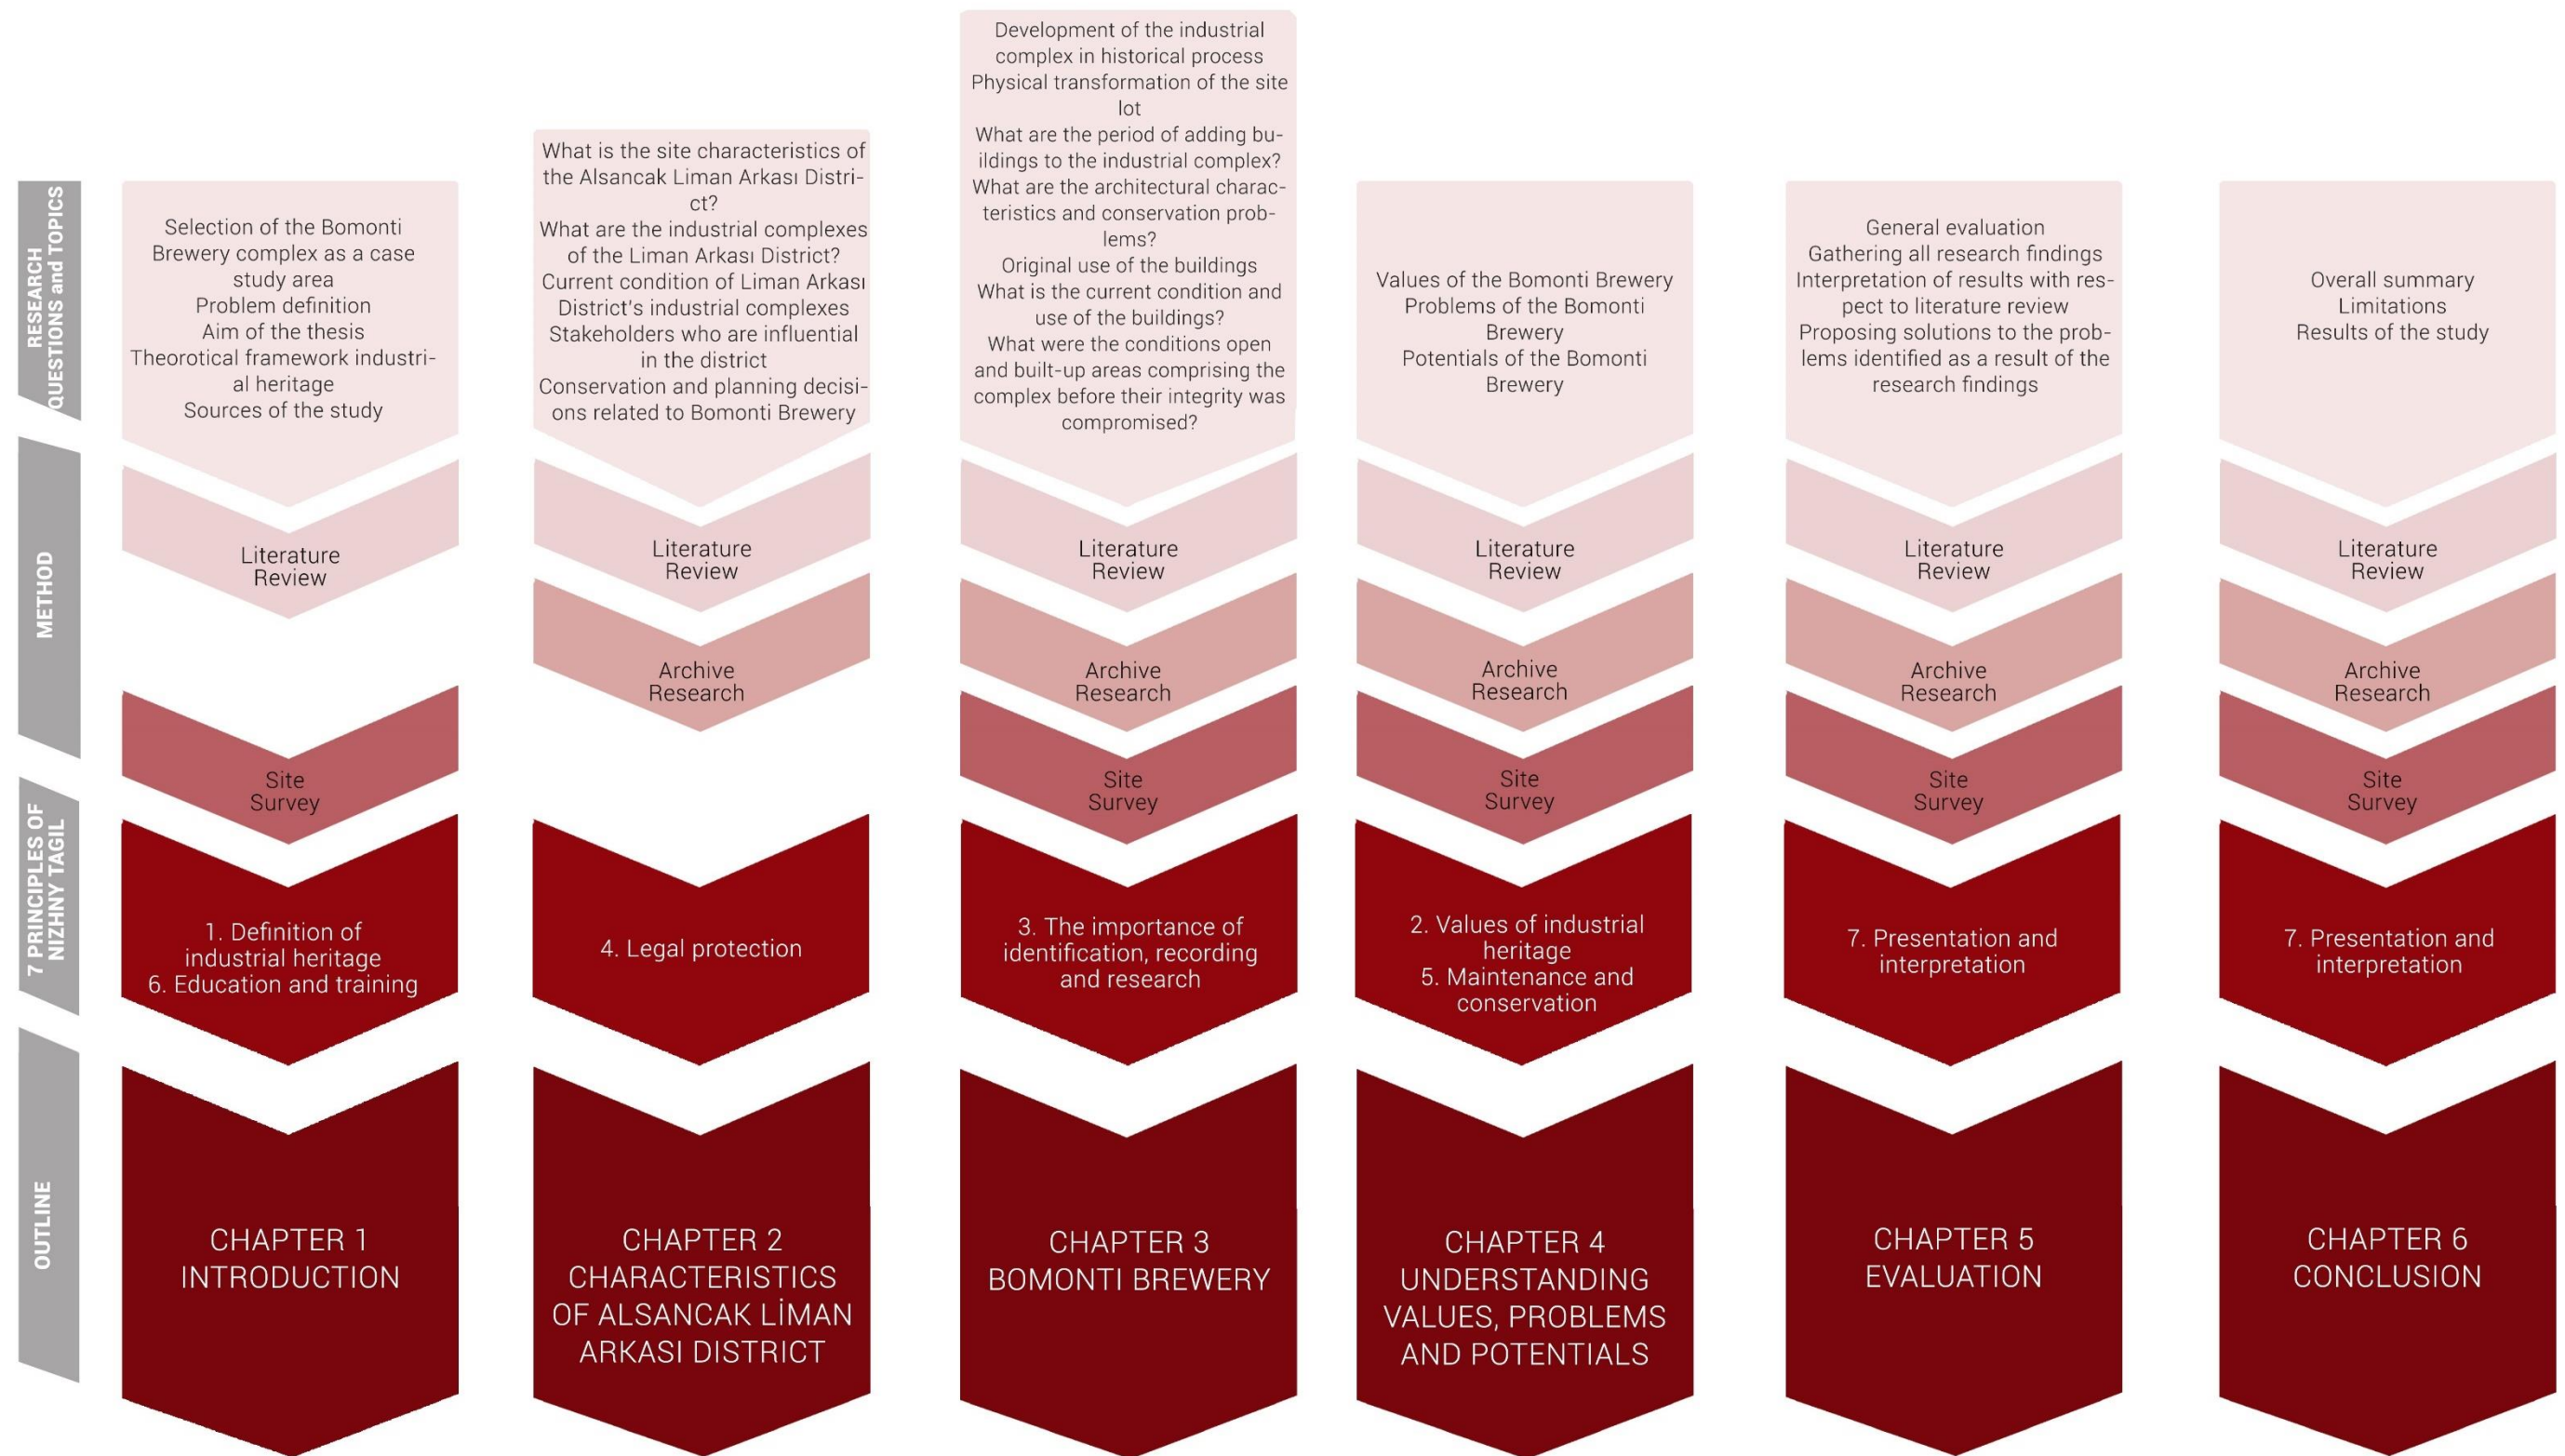 RESEARCH
QUESTIONS and TOPICS
Selection of the Bomonti
Brewery complex as a case
study area
Problem definition
Aim of the thesis
Theorotical framework industri-
al heritage
Sources of the study
What is the site characteristics of
the Alsancak Liman Arkası Distri-
ct?
What are the industrial complexes
of the Liman Arkası District?
Current condition of Liman Arkası
District's industrial complexes
Stakeholders who are influential
in the district
Conservation and planning decisi-
ons related to Bomonti Brewery
Development of the industrial
complex in historical process
Physical transformation of the site
lot
What are the period of adding bu-
ildings to the industrial complex?
What are the architectural charac-
teristics and conservation prob-
lems?
Original use of the buildings
What is the current condition and
use of the buildings?
What were the conditions open
and built-up areas comprising the
complex before their integrity was
compromised?
Values of the Bomonti Brewery
Problems of the Bomonti
Brewery
Potentials of the Bomonti
Brewery
General evaluation
Gathering all research findings
Interpretation of results with res-
pect to literature review
Proposing solutions to the prob-
lems identified as a result of the
research findings
Overall summary
Limitations
Results of the study
METHOD
Literature
Review
Literature
Review
Literature
Review
Literature
Review
Literature
Review
Literature
Review
Archive
Research
Archive
Research
Archive
Research
Archive
Research
Archive
Research
Site
Survey
Site
Survey
Site
Survey
Site
Survey
Site
Survey
7 PRINCIPLES OF
NIZHNY TAGIL
1. Definition of
industrial heritage
6. Education and training
4. Legal protection
3. The importance of
identification, recording
and research
2. Values of industrial
heritage
5. Maintenance and
conservation
7. Presentation and
interpretation
7. Presentation and
interpretation
OUTLINE
CHAPTER 1
INTRODUCTION
CHAPTER 2
CHARACTERISTICS
OF ALSANCAK LİMAN
ARKASI DISTRICT
CHAPTER 3
BOMONTI BREWERY
CHAPTER 4
UNDERSTANDING
VALUES, PROBLEMS
AND POTENTIALS
CHAPTER 5
EVALUATION
CHAPTER 6
CONCLUSION